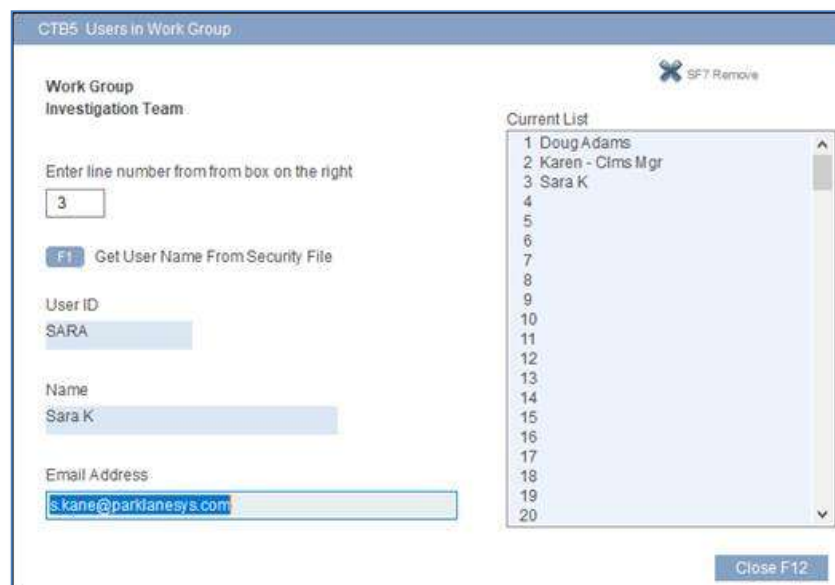 CTB5 Users in Work Group
SF7 Remove
Work Group
Investigation Team
Enter line number from from box on the right
3
F1 Get User Name From Security File
User ID
SARA
Name
Sara K
Email Address
s.kane@parklanesys.com
Current List
1 Doug Adams
2 Karen - Clms Mgr
3 Sara K
4
5
6
7
8
9
10
11
12
13
14
15
16
17
18
19
20
Close F12